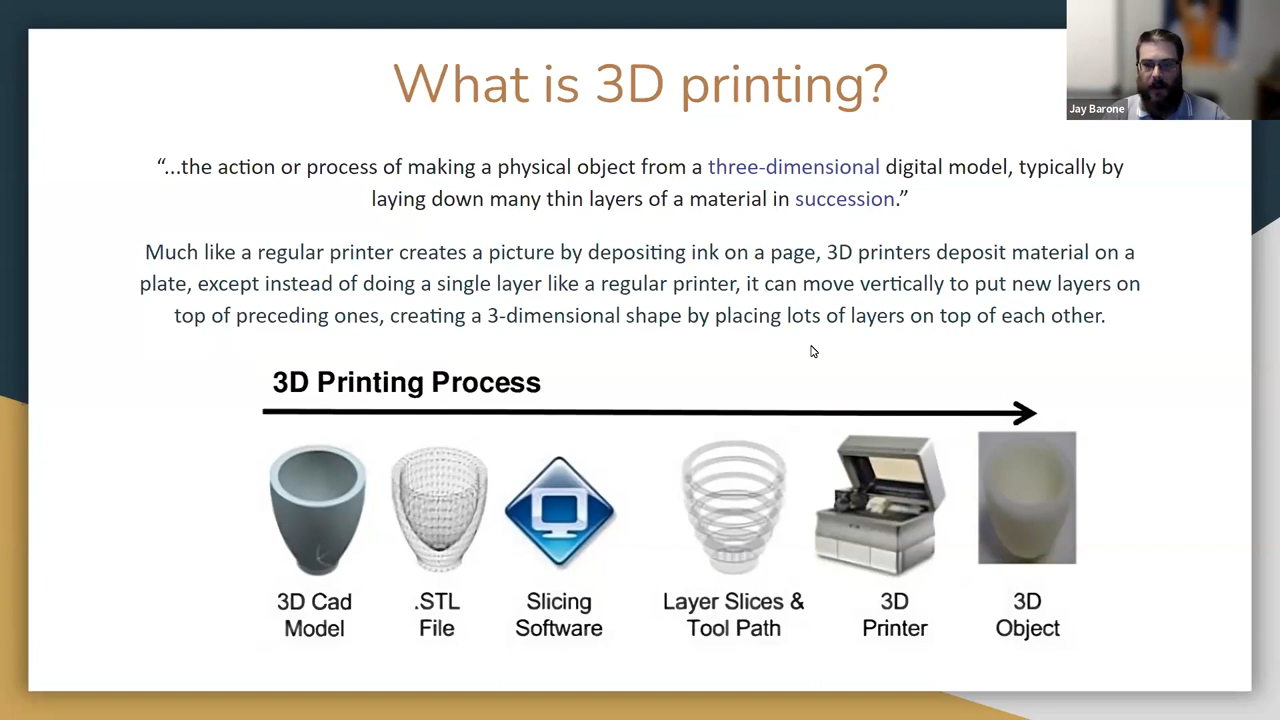 What is 3D printing?
Jay Barone
“...the action or process of making a physical object from a three-dimensional digital model, typically by
laying down many thin layers of a material in succession.”
Much like a regular printer creates a picture by depositing ink on a page, 3D printers deposit material on a
plate, except instead of doing a single layer like a regular printer, it can move vertically to put new layers on
top of preceding ones, creating a 3-dimensional shape by placing lots of layers on top of each other.
3D Printing Process
3D Cad
Model
.STL
File
Slicing
Software
Layer Slices &
Tool Path
3D
Printer
3D
Object